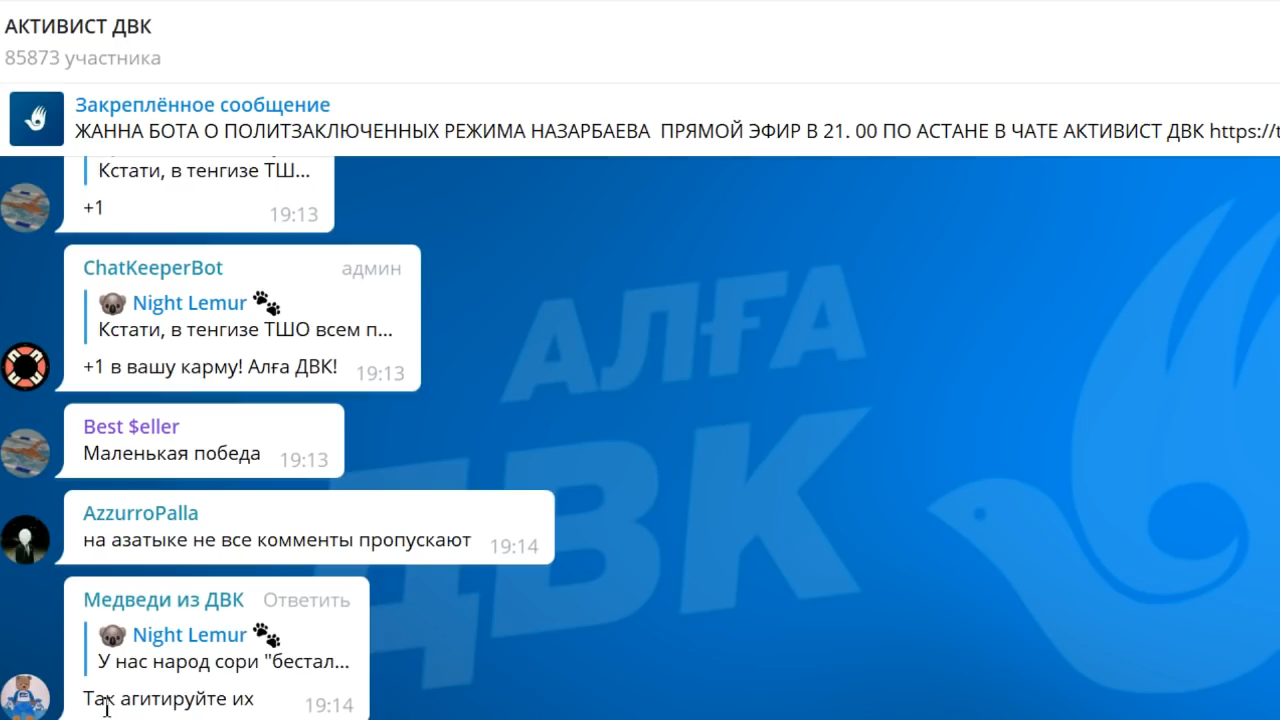 АКТИВИСТ ДВК
85873 участника
Закреплённое сообщение
ЖАННА БОТА О ПОЛИТЗАКЛЮЧЕННЫХ РЕЖИМА НАЗАРБАЕВА ПРЯМОЙ ЭФИР В 21. 00 ПО АСТАНЕ В ЧАТЕ АКТИВИСТ ДВК https://t
Кстати, в тенгизе ТШ...
+1
19:13
ChatKeeperBot админ
Night Lemur
Кстати, в тенгизе ТШО всем п...
+1 в вашу карму! Алға ДВК! 19:13
Best $eller
Маленькая победа 19:13
AzzurroPalla
на азатыке не все комменты пропускают 19:14
Медведи из ДВК Ответить
Night Lemur
У нас народ сори "бестал...
Так агитируйте их 19:14
АЛҒА
ДВК